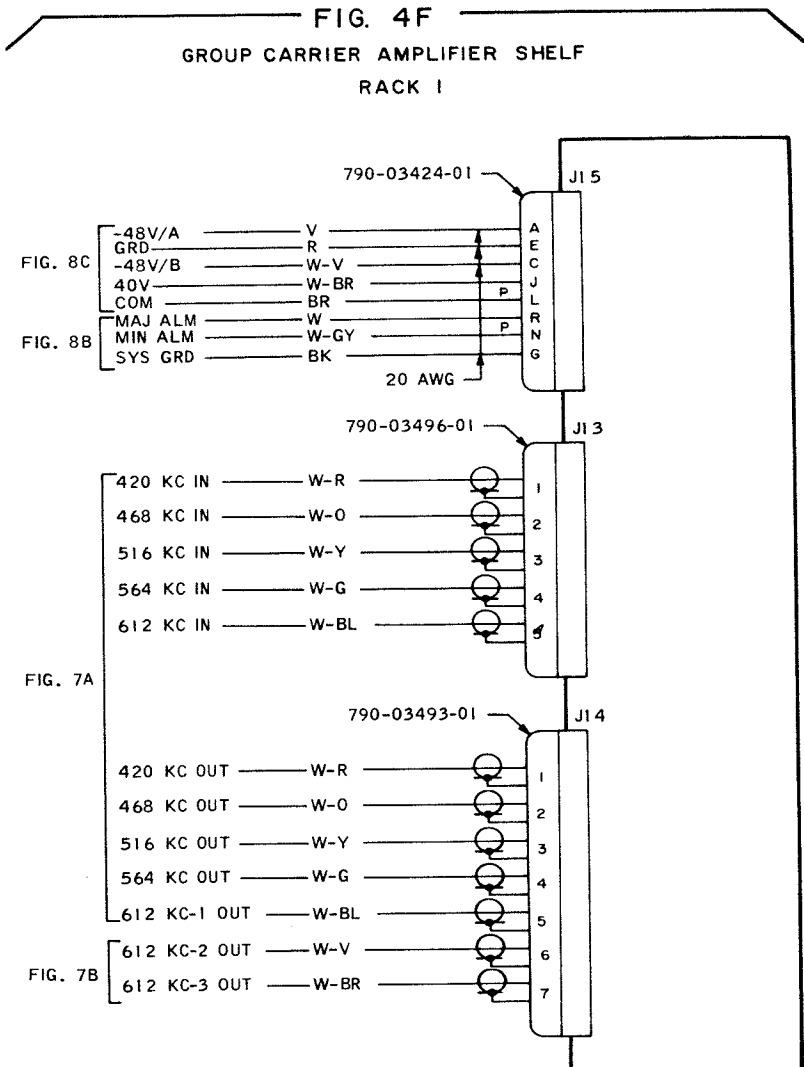 FIG. 4F
GROUP CARRIER AMPLIFIER SHELF
RACK 1
790-03424-01
J15
FIG. 8C
-48V/A V A
GRD R E
-48V/B W-V C
40V W-BR J
P
COM BR L
FIG. 8B
MAJ ALM W R
P
MIN ALM W-GY N
SYS GRD BK G
20 AWG
790-03496-01
J13
420 KC IN W-R 1
468 KC IN W-O 2
516 KC IN W-Y 3
564 KC IN W-G 4
612 KC IN W-BL 5
FIG. 7A
790-03493-01
J14
420 KC OUT W-R 1
468 KC OUT W-O 2
516 KC OUT W-Y 3
564 KC OUT W-G 4
612 KC-1 OUT W-BL 5
612 KC-2 OUT W-V 6
FIG. 7B
612 KC-3 OUT W-BR 7